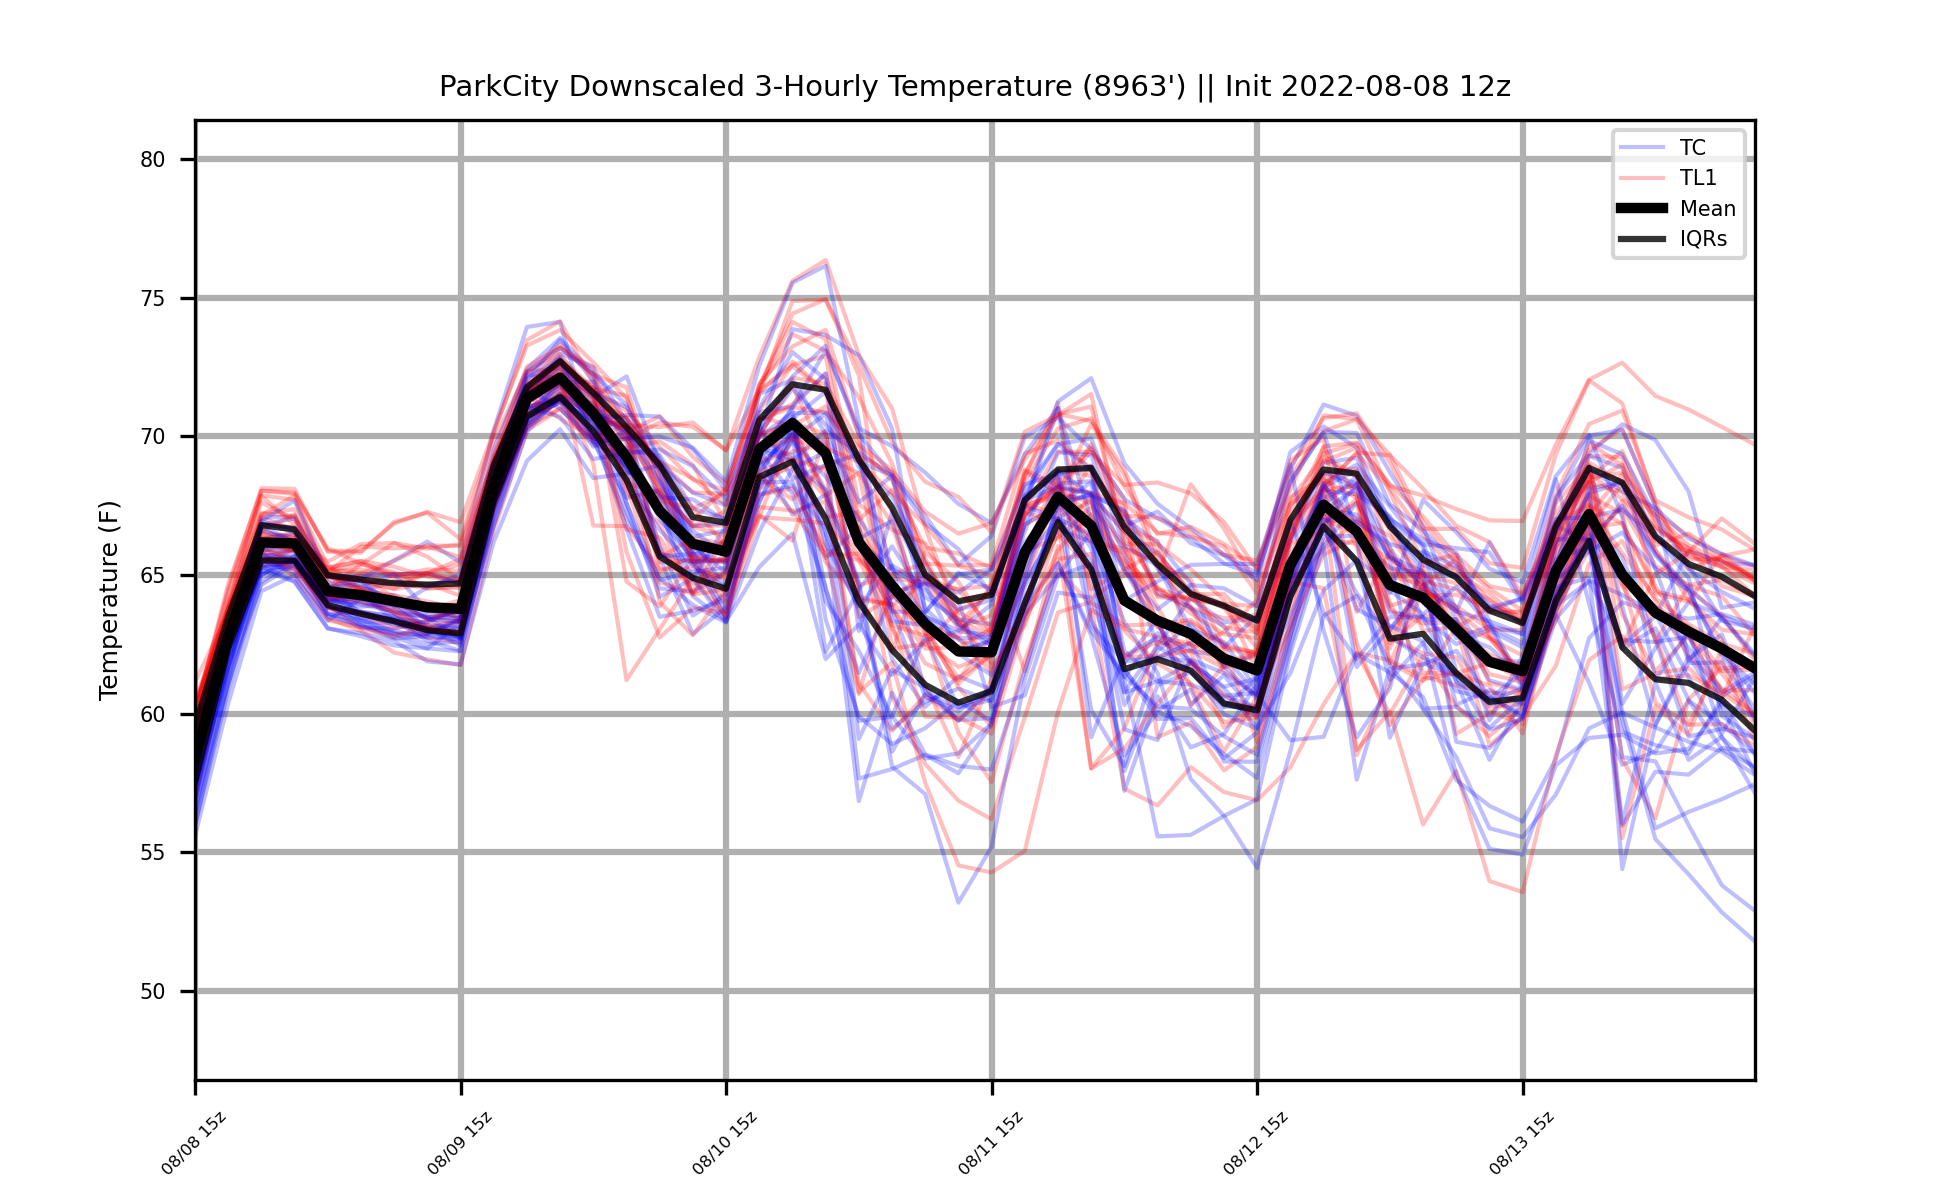 ParkCity Downscaled 3-Hourly Temperature (8963') || Init 2022-08-08 12z
TC
TL1
Mean
IQRs
Temperature (F)
80
75
70
65
60
55
50
08/08 15z
08/09 15z
08/10 15z
08/11 15z
08/12 15z
08/13 15z